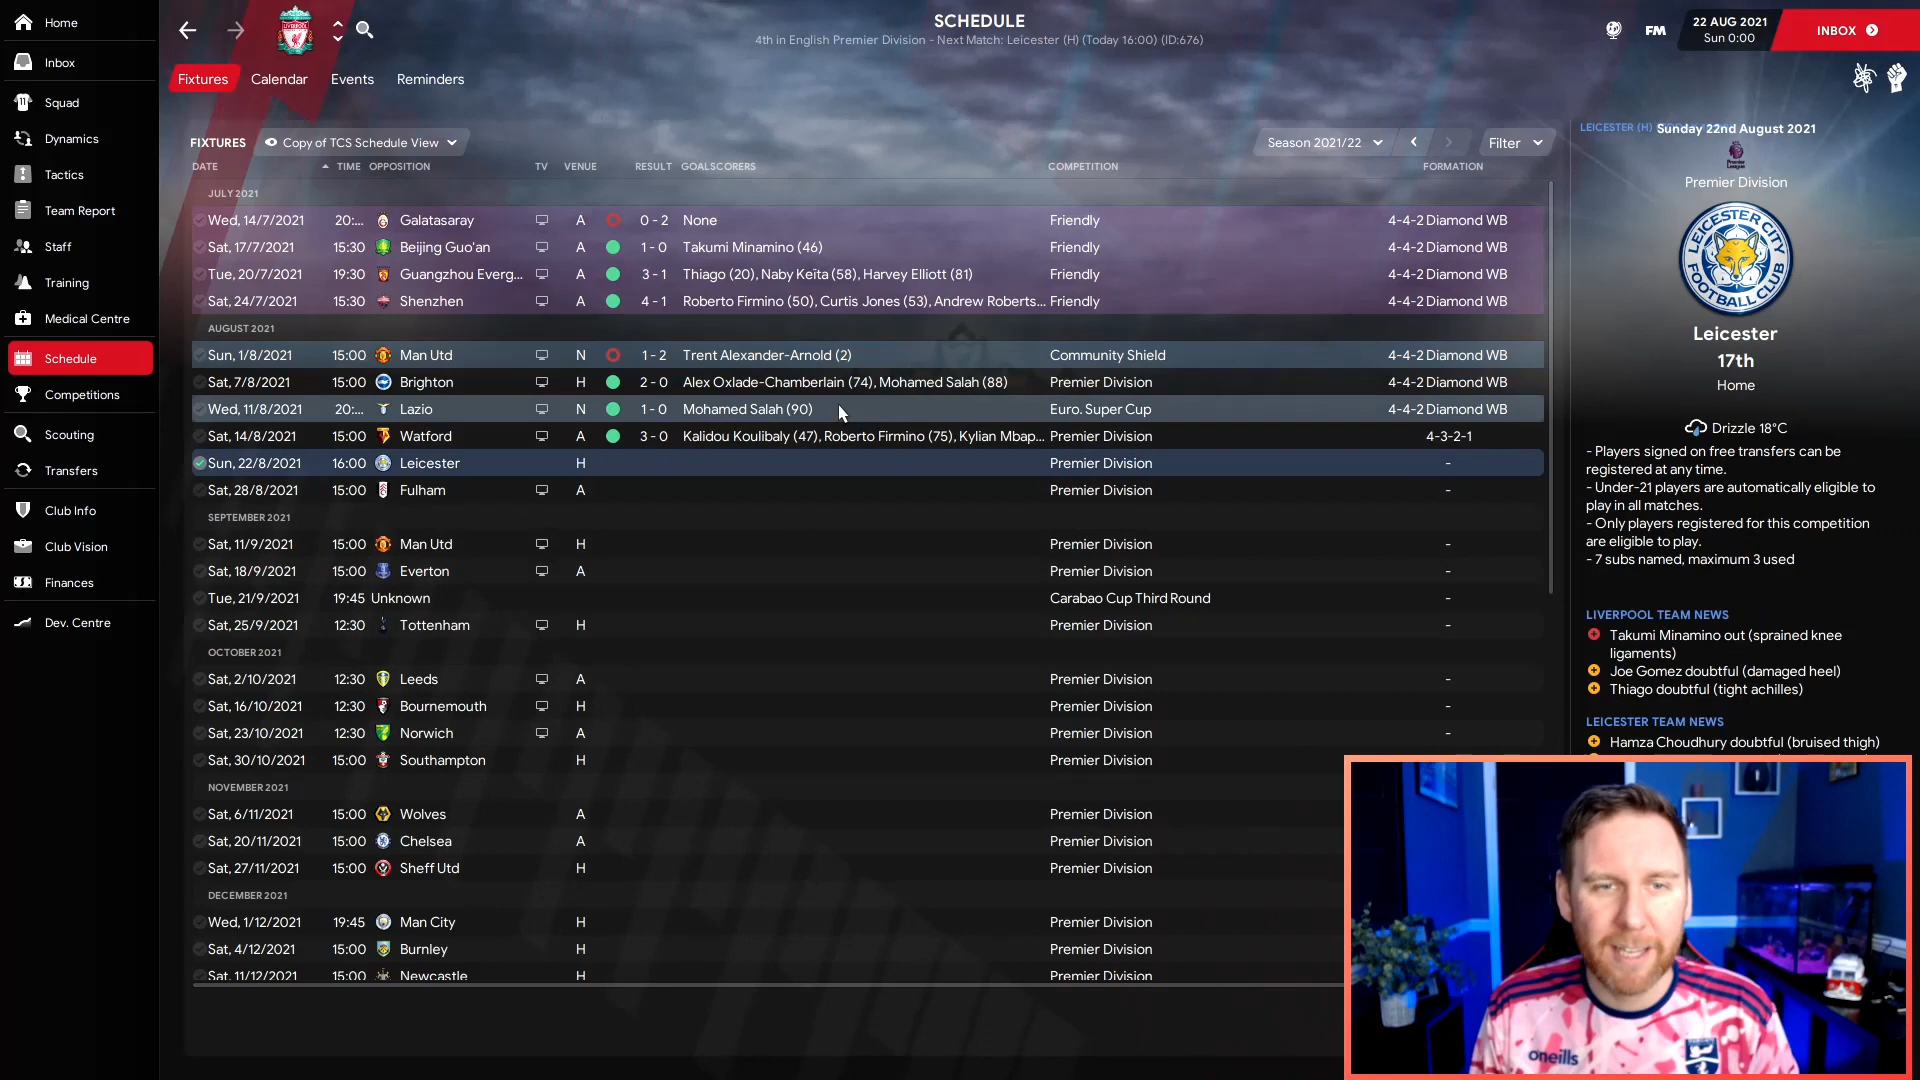 Home
Inbox
Squad
Dynamics
Tactics
Team Report
Staff
Training
Medical Centre
Schedule
Competitions
Scouting
Transfers
Club Info
Club Vision
Finances
Dev. Centre
SCHEDULE
4th in English Premier Division - Next Match: Leicester (H) (Today 16:00) (ID:676)
FM
22 AUG 2021
Sun 0:00
INBOX
Fixtures Calendar Events Reminders
FIXTURES Copy of TCS Schedule View Season 2021/22 Filter
DATE TIME OPPOSITION TV VENUE RESULT GOALSCORERS COMPETITION FORMATION
JULY 2021
Wed, 14/7/2021 20:... Galatasaray A 0 - 2 None Friendly 4-4-2 Diamond WB
Sat, 17/7/2021 15:30 Beijing Guo'an A 1 - 0 Takumi Minamino (46) Friendly 4-4-2 Diamond WB
Tue, 20/7/2021 19:30 Guangzhou Everg... A 3 - 1 Thiago (20), Naby Keïta (58), Harvey Elliott (81) Friendly 4-4-2 Diamond WB
Sat, 24/7/2021 15:30 Shenzhen A 4 - 1 Roberto Firmino (50), Curtis Jones (53), Andrew Roberts... Friendly 4-4-2 Diamond WB
AUGUST 2021
Sun, 1/8/2021 15:00 Man Utd N 1 - 2 Trent Alexander-Arnold (2) Community Shield 4-4-2 Diamond WB
Sat, 7/8/2021 15:00 Brighton H 2 - 0 Alex Oxlade-Chamberlain (74), Mohamed Salah (88) Premier Division 4-4-2 Diamond WB
Wed, 11/8/2021 20:... Lazio N 1 - 0 Mohamed Salah (90) Euro. Super Cup 4-4-2 Diamond WB
Sat, 14/8/2021 15:00 Watford A 3 - 0 Kalidou Koulibaly (47), Roberto Firmino (75), Kylian Mbap... Premier Division 4-3-2-1
Sun, 22/8/2021 16:00 Leicester H Premier Division -
Sat, 28/8/2021 15:00 Fulham A Premier Division -
SEPTEMBER 2021
Sat, 11/9/2021 15:00 Man Utd H Premier Division -
Sat, 18/9/2021 15:00 Everton A Premier Division -
Tue, 21/9/2021 19:45 Unknown Carabao Cup Third Round -
Sat, 25/9/2021 12:30 Tottenham H Premier Division -
OCTOBER 2021
Sat, 2/10/2021 12:30 Leeds A Premier Division -
Sat, 16/10/2021 12:30 Bournemouth H Premier Division -
Sat, 23/10/2021 12:30 Norwich A Premier Division -
Sat, 30/10/2021 15:00 Southampton H Premier Division
NOVEMBER 2021
Sat, 6/11/2021 15:00 Wolves A Premier Division
Sat, 20/11/2021 15:00 Chelsea A Premier Division
Sat, 27/11/2021 15:00 Sheff Utd H Premier Division
DECEMBER 2021
Wed, 1/12/2021 19:45 Man City H Premier Division
Sat, 4/12/2021 15:00 Burnley H Premier Division
Sat, 11/12/2021 15:00 Newcastle H Premier Division
LEICESTER (H) Sunday 22nd August 2021
Premier Division
LEICESTER CITY
FOOTBALL CLUB
Leicester
17th
Home
Drizzle 18°C
- Players signed on free transfers can be
registered at any time.
- Under-21 players are automatically eligible to
play in all matches.
- Only players registered for this competition
are eligible to play.
- 7 subs named, maximum 3 used
LIVERPOOL TEAM NEWS
Takumi Minamino out (sprained knee
ligaments)
Joe Gomez doubtful (damaged heel)
Thiago doubtful (tight achilles)
LEICESTER TEAM NEWS
Hamza Choudhury doubtful (bruised thigh)
oneills